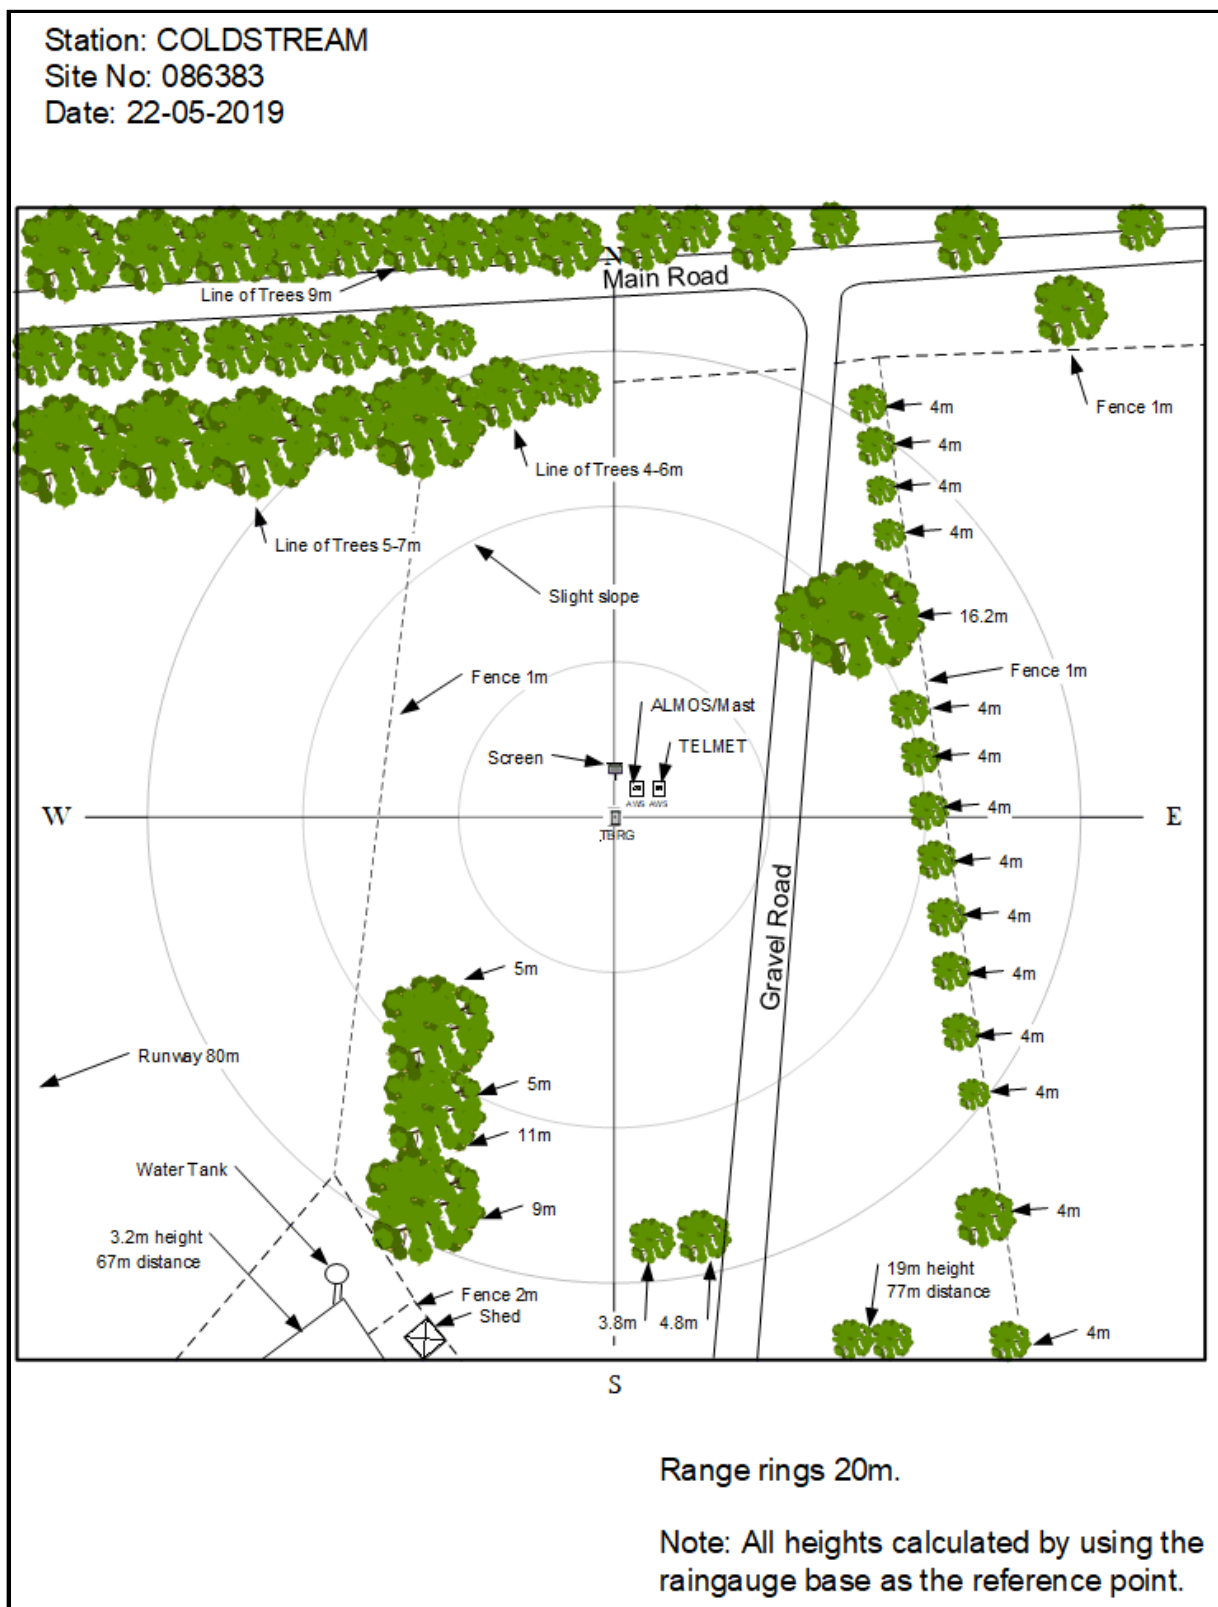 Station: COLDSTREAM
Site No: 086383
Date: 22-05-2019
N
Main Road
Line of Trees 9m
Fence 1m
4m
4m
Line of Trees 4-6m
4m
4m
Line of Trees 5-7m
Slight slope
16.2m
Fence 1m
Fence 1m
4m
ALMOS/Mast
TELMET
Screen
4m
AWS AWS
4m
W
E
TBRG
4m
Gravel Road
4m
5m
4m
4m
Runway 80m
5m
4m
11m
Water Tank
9m
4m
3.2m height
67m distance
19m height
77m distance
Fence 2m
Shed
3.8m
4.8m
4m
S
Range rings 20m.
Note: All heights calculated by using the
raingauge base as the reference point.